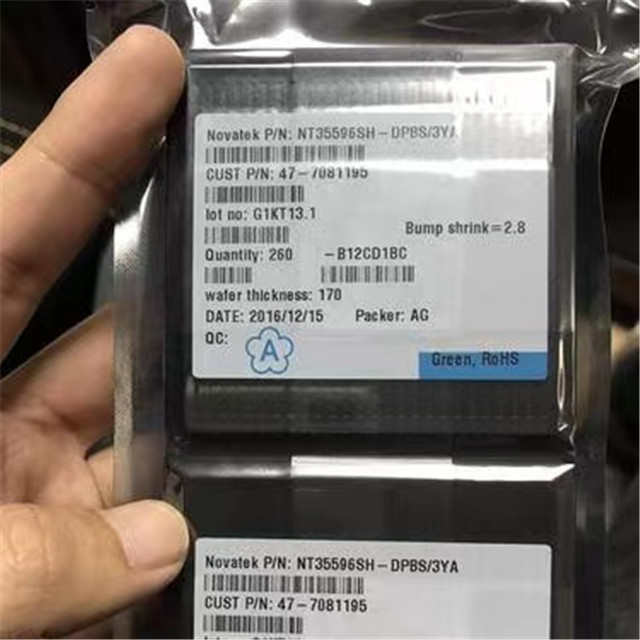 Novatek P/N: NT35596SH-DPBS/3YA
CUST P/N: 47-7081195
lot no: G1KT13.1
Bump shrink=2.8
Quantity: 260 -B12CD1BC
wafer thickness: 170
DATE: 2016/12/15 Packer: AG
QC: A
Green, RoHS
Novatek P/N: NT35596SH-DPBS/3YA
CUST P/N: 47-7081195